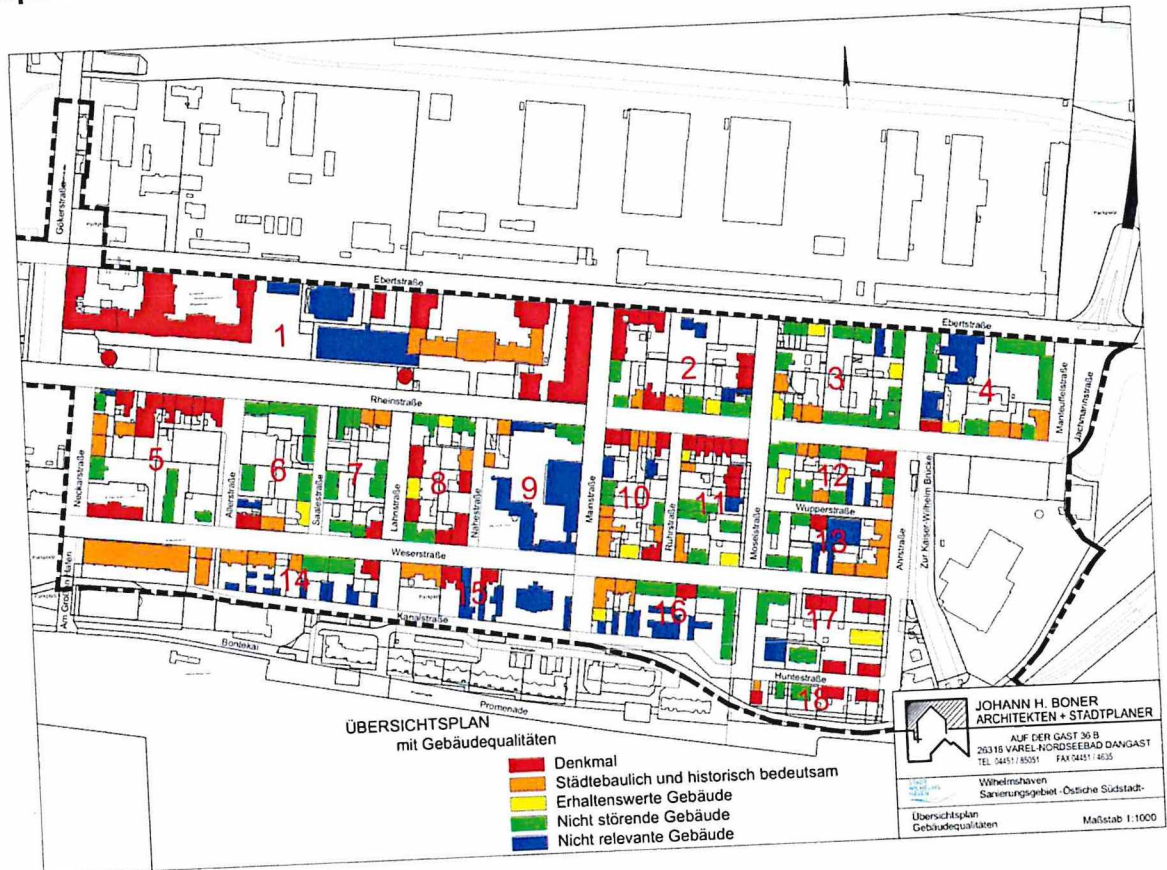 Gökerstraße
Parkplatz
Ebertstraße
Ebertstraße
1
2
3
4
Rheinstraße
Manteuffelstraße
Jachmannstraße
Neckarstraße
5
Allerstraße
6
Saalestraße
7
Lahnstraße
8
Nahestraße
9
Mainstraße
10
Ruhrstraße
11
Moselstraße
12
Wupperstraße
13
Ahrstraße
Zur Kaiser-Wilhelm Brücke
Weserstraße
Am Großen Hafen
14
15
16
17
Kanalstraße
Huntestraße
18
Bontekai
Promenade
ÜBERSICHTSPLAN
mit Gebäudequalitäten
Denkmal
Städtebaulich und historisch bedeutsam
Erhaltenswerte Gebäude
Nicht störende Gebäude
Nicht relevante Gebäude
JOHANN H. BONER
ARCHITEKTEN + STADTPLANER
AUF DER GAST 36 B
26316 VAREL-NORDSEEBAD DANGAST
TEL. 04451 / 85051 FAX 04451 / 4635
Wilhelmshaven
Sanierungsgebiet -Östliche Südstadt-
Übersichtsplan
Gebäudequalitäten
Maßstab 1:1000